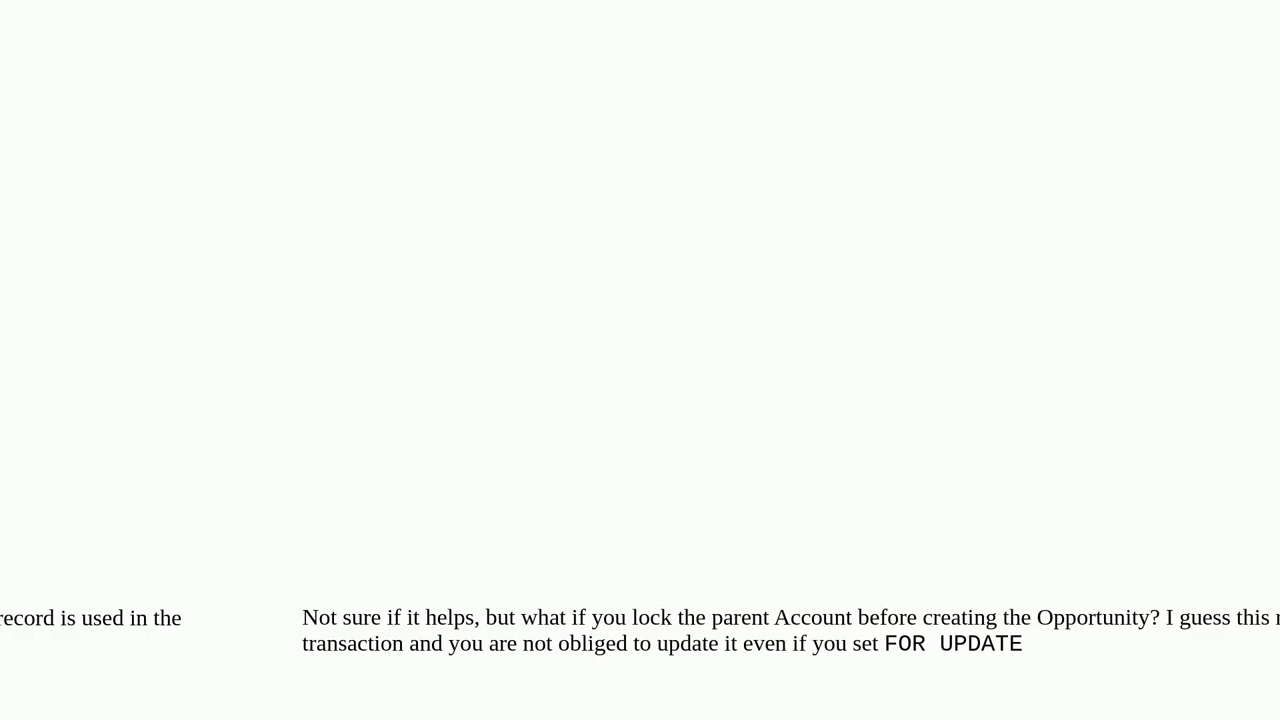 record is used in the
Not sure if it helps, but what if you lock the parent Account before creating the Opportunity? I guess this
transaction and you are not obliged to update it even if you set FOR UPDATE